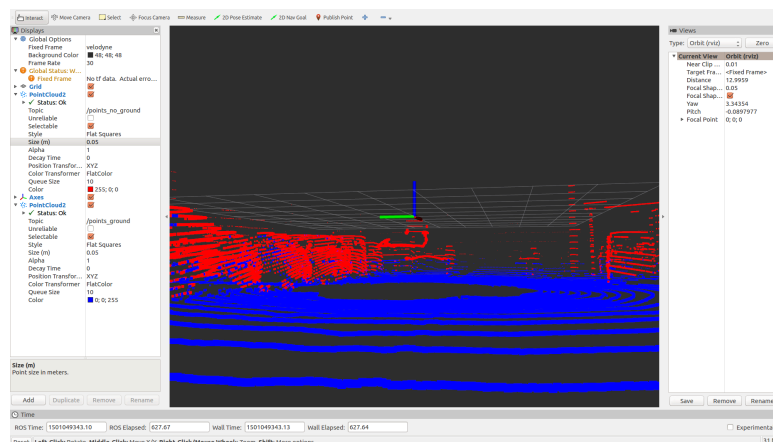 Interact Move Camera Select Focus Camera Measure 2D Pose Estimate 2D Nav Goal Publish Point
Displays
Global Options
Fixed Frame velodyne
Background Color 48; 48; 48
Frame Rate 30
Global Status: W...
Fixed Frame No tf data. Actual erro...
Grid
PointCloud2
Status: Ok
Topic /points_no_ground
Unreliable
Selectable
Style Flat Squares
Size (m) 0.05
Alpha 1
Decay Time 0
Position Transfor... XYZ
Color Transformer FlatColor
Queue Size 10
Color 255; 0; 0
Axes
PointCloud2
Status: Ok
Topic /points_ground
Unreliable
Selectable
Style Flat Squares
Size (m) 0.05
Alpha 1
Decay Time 0
Position Transfor... XYZ
Color Transformer FlatColor
Queue Size 10
Color 0; 0; 255
Size (m)
Point size in meters.
Add Duplicate Remove Rename
Views
Type: Orbit (rviz) Zero
Current View Orbit (rviz)
Near Clip ... 0.01
Target Fra... <Fixed Frame>
Distance 12.9959
Focal Shap... 0.05
Focal Shap...
Yaw 3.34354
Pitch -0.0897977
Focal Point 0; 0; 0
Save Remove Rename
Time
ROS Time: 1501049343.10 ROS Elapsed: 627.67 Wall Time: 1501049343.13 Wall Elapsed: 627.64 Experimenta